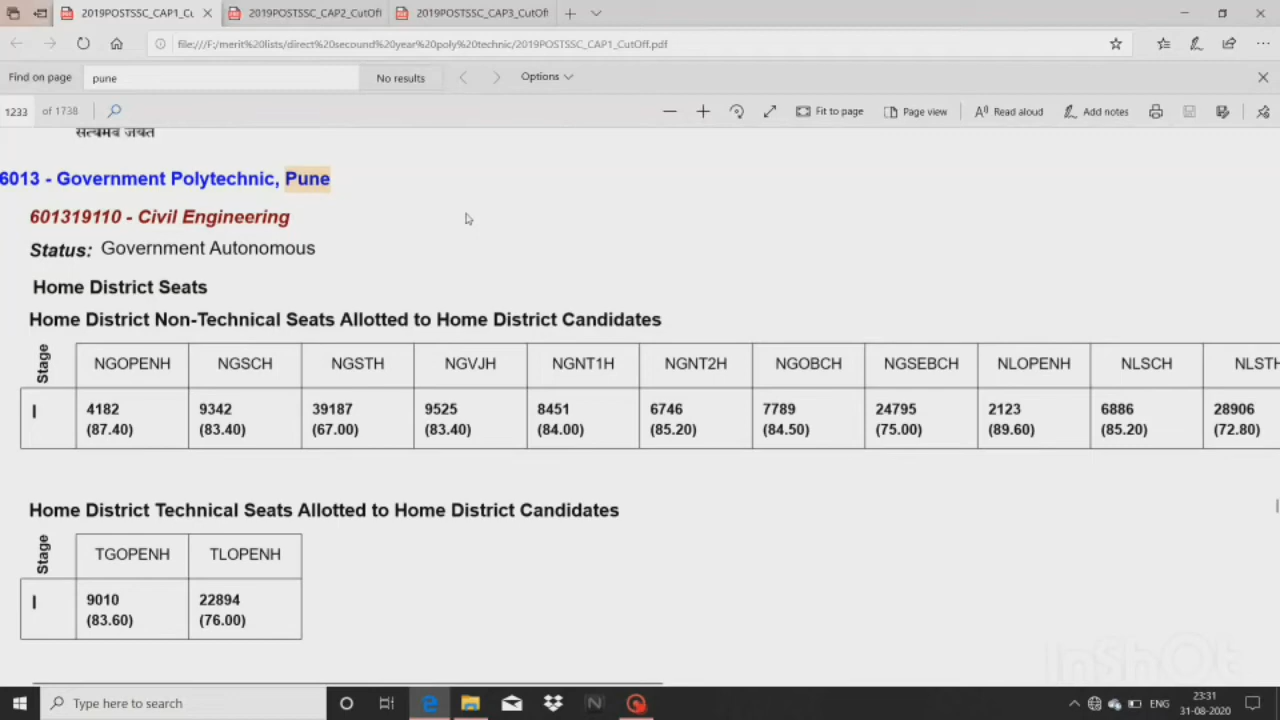 2019POSTSSC_CAP1_Cu
2019POSTSSC_CAP2_CutOff
2019POSTSSC_CAP3_CutOff
file:///F:/merit%20lists/direct%20secound%20year%20poly%20technic/2019POSTSSC_CAP1_CutOff.pdf
Find on page pune No results Options
1233 of 1738 Fit to page Page view Read aloud Add notes
सत्यमेव जयते
6013 - Government Polytechnic, Pune
601319110 - Civil Engineering
Status: Government Autonomous
Home District Seats
Home District Non-Technical Seats Allotted to Home District Candidates
Stage NGOPENH NGSCH NGSTH NGVJH NGNT1H NGNT2H NGOBCH NGSEBCH NLOPENH NLSCH NLSTH
I 4182 9342 39187 9525 8451 6746 7789 24795 2123 6886 28906
(87.40) (83.40) (67.00) (83.40) (84.00) (85.20) (84.50) (75.00) (89.60) (85.20) (72.80)
Home District Technical Seats Allotted to Home District Candidates
Stage TGOPENH TLOPENH
I 9010 22894
(83.60) (76.00)
InShOt
Type here to search
ENG
23:31
31-08-2020